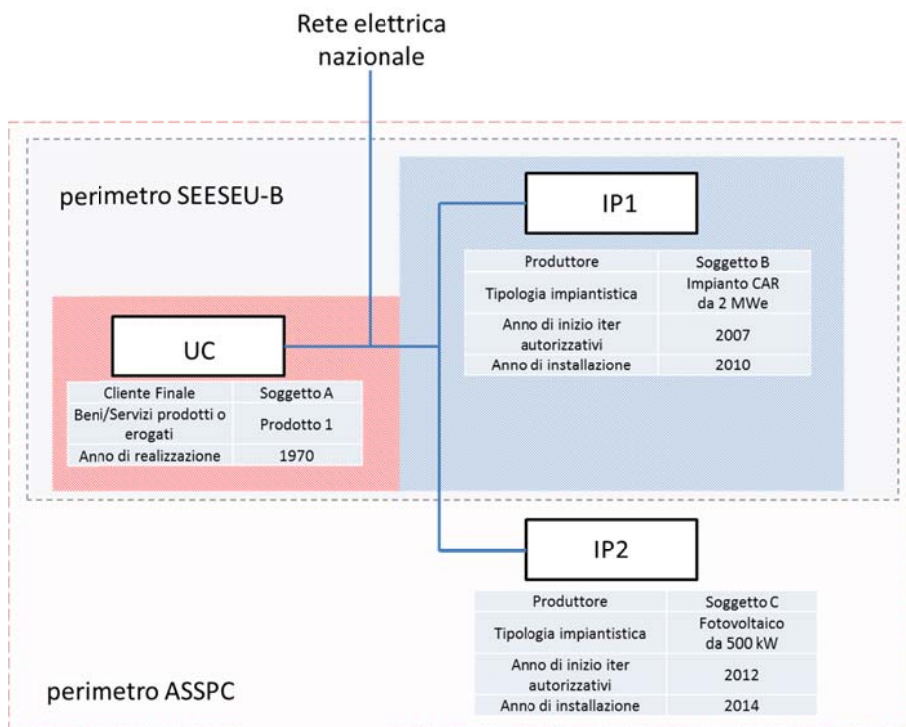 Rete elettrica
nazionale
perimetro SEESEU-B
IP1
Produttore Soggetto B
Tipologia impiantistica Impianto CAR
da 2 MWe
Anno di inizio iter
autorizzativi 2007
Anno di installazione 2010
UC
Cliente Finale Soggetto A
Beni/Servizi prodotti o
erogati Prodotto 1
Anno di realizzazione 1970
IP2
Produttore Soggetto C
Tipologia impiantistica Fotovoltaico
da 500 kW
Anno di inizio iter
autorizzativi 2012
Anno di installazione 2014
perimetro ASSPC